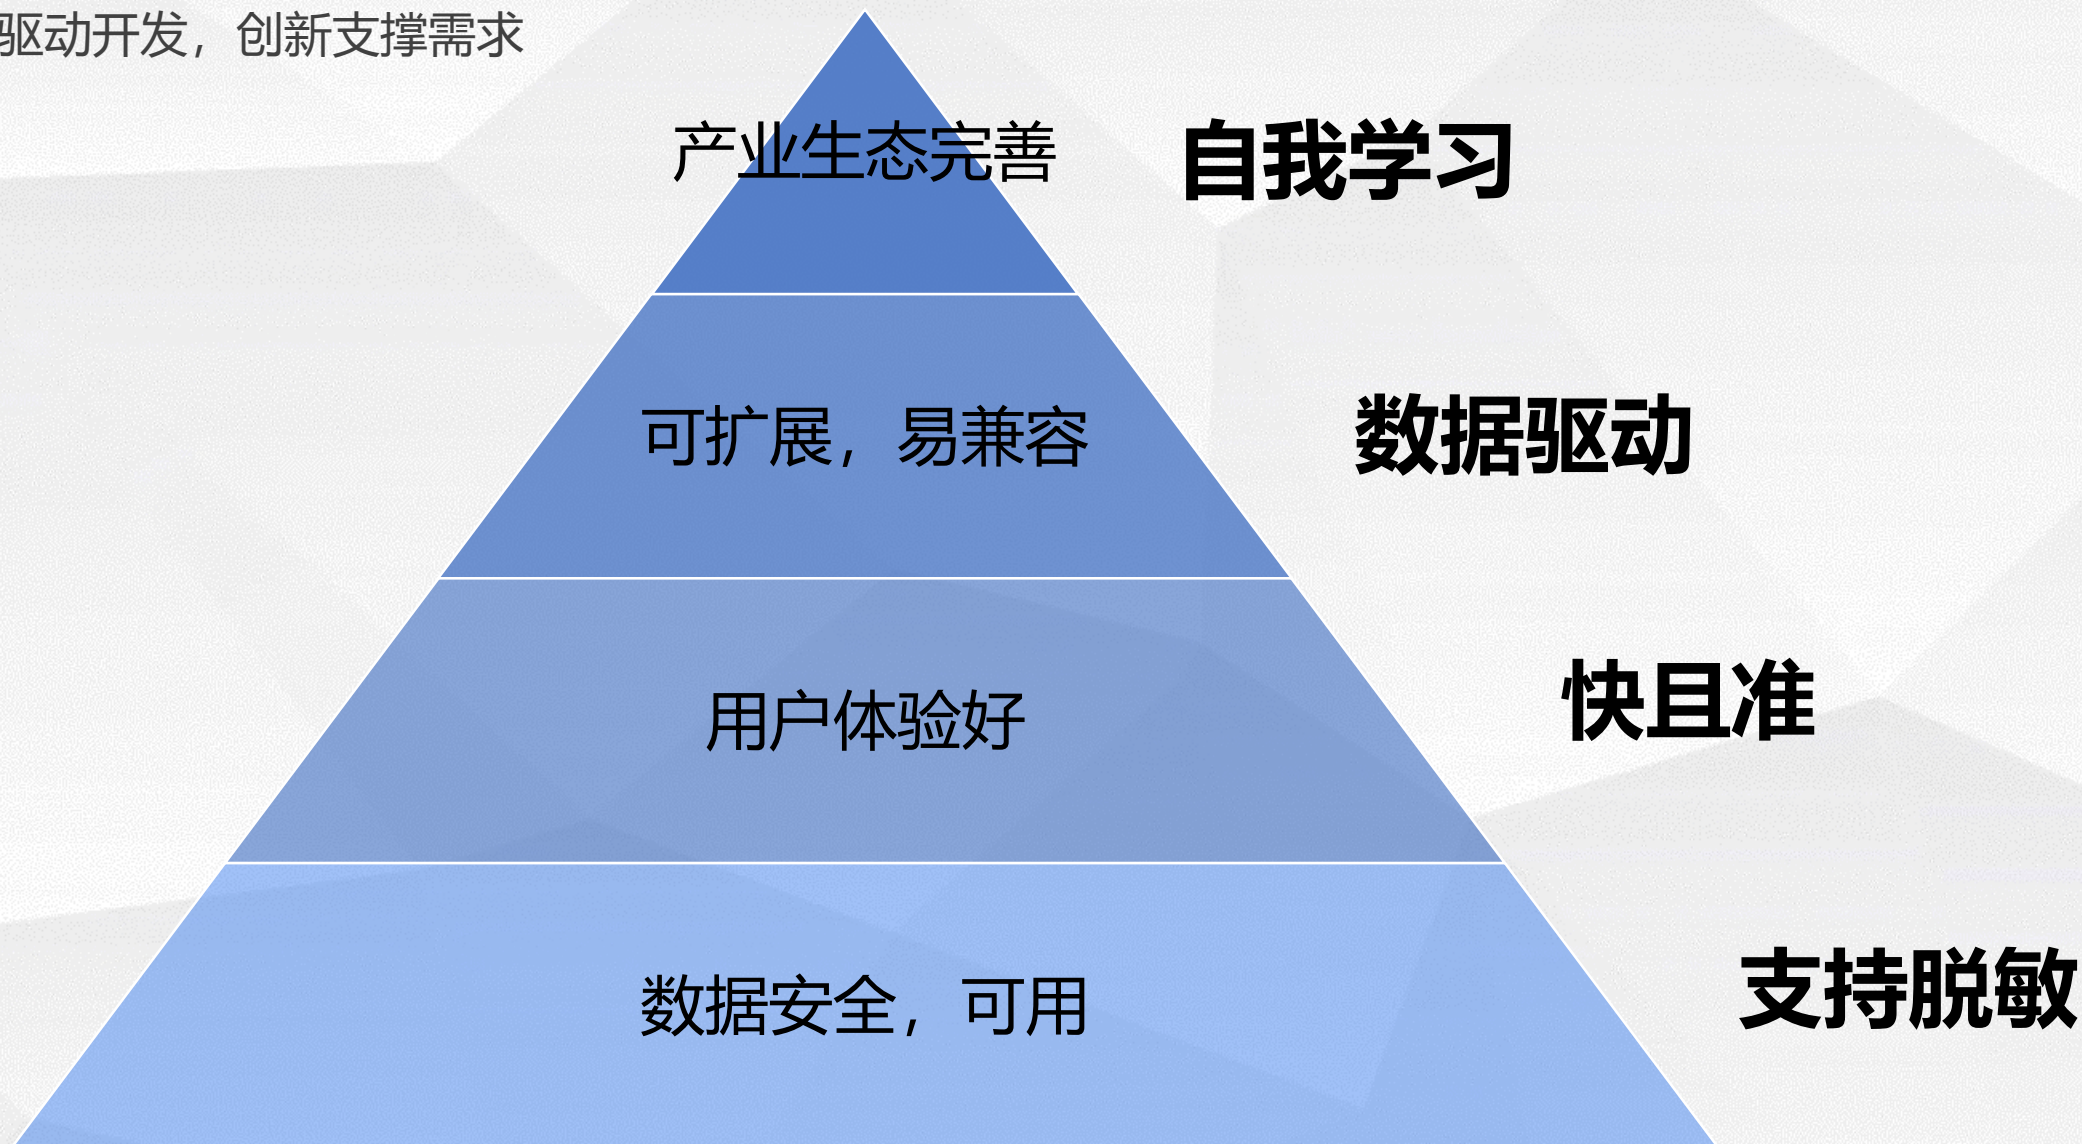 驱动开发，创新支撑需求
产业生态完善
自我学习
可扩展，易兼容
数据驱动
用户体验好
快且准
数据安全，可用
支持脱敏